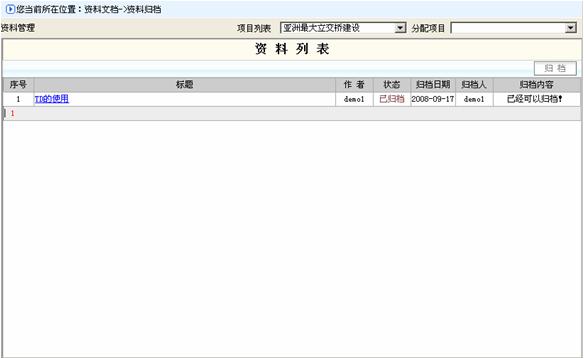 您当前所在位置：资料文档->资料归档
资料管理 项目列表 亚洲最大立交桥建设 分配项目
资 料 列 表
归 档
序号 标题 作 者 状态 归档日期 归档人 归档内容
1 TD的使用 demo1 已归档 2008-09-17 demo1 已经可以归档!
1